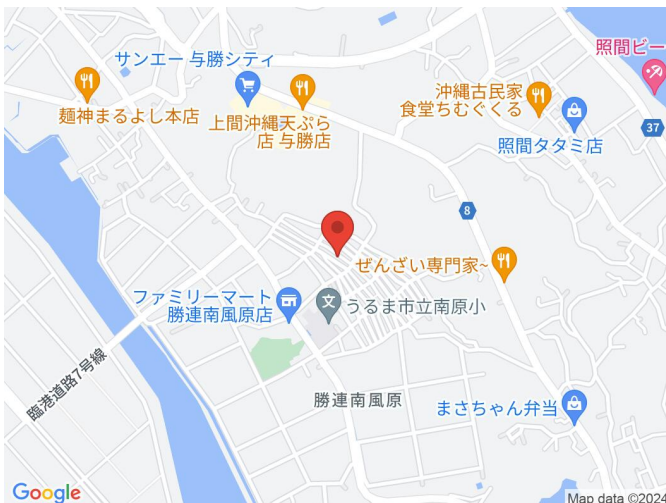 照間ビー
サンエー 与勝シティ
麺神まるよし本店
上間沖縄天ぷら
店 与勝店
沖縄古民家
食堂ちむぐくる
照間タタミ店
37
8
ぜんざい専門家~
ファミリーマート
勝連南風原店
文
うるま市立南原小
臨港道路7号線
勝連南風原
まさちゃん弁当
Google
Map data ©2024